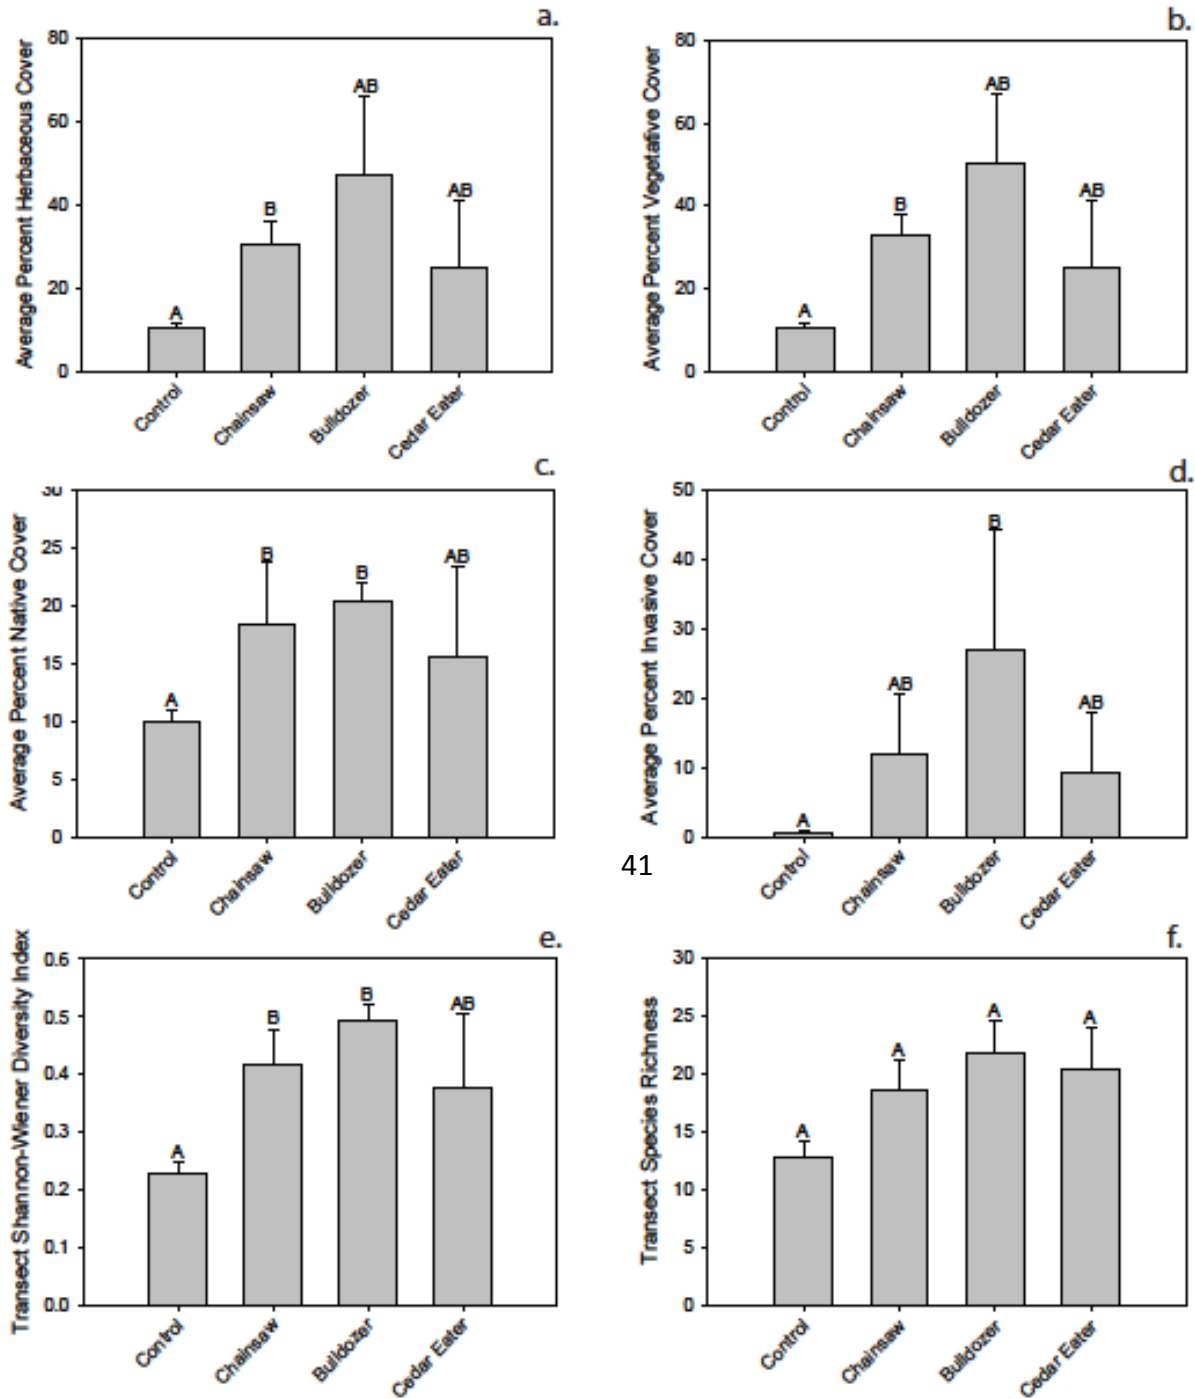 a.
Average Percent Herbaceous Cover
80
60
40
20
0
A
B
AB
AB
Control
Chainsaw
Bulldozer
Cedar Eater
b.
Average Percent Vegetative Cover
80
60
40
20
0
A
B
AB
AB
Control
Chainsaw
Bulldozer
Cedar Eater
c.
Average Percent Native Cover
30
25
20
15
10
5
0
A
B
B
AB
Control
Chainsaw
Bulldozer
Cedar Eater
d.
Average Percent Invasive Cover
50
40
30
20
10
0
A
AB
B
AB
Control
Chainsaw
Bulldozer
Cedar Eater
41
e.
Transect Shannon-Wiener Diversity Index
0.6
0.5
0.4
0.3
0.2
0.1
0.0
A
B
B
AB
Control
Chainsaw
Bulldozer
Cedar Eater
f.
Transect Species Richness
30
25
20
15
10
5
0
A
A
A
A
Control
Chainsaw
Bulldozer
Cedar Eater